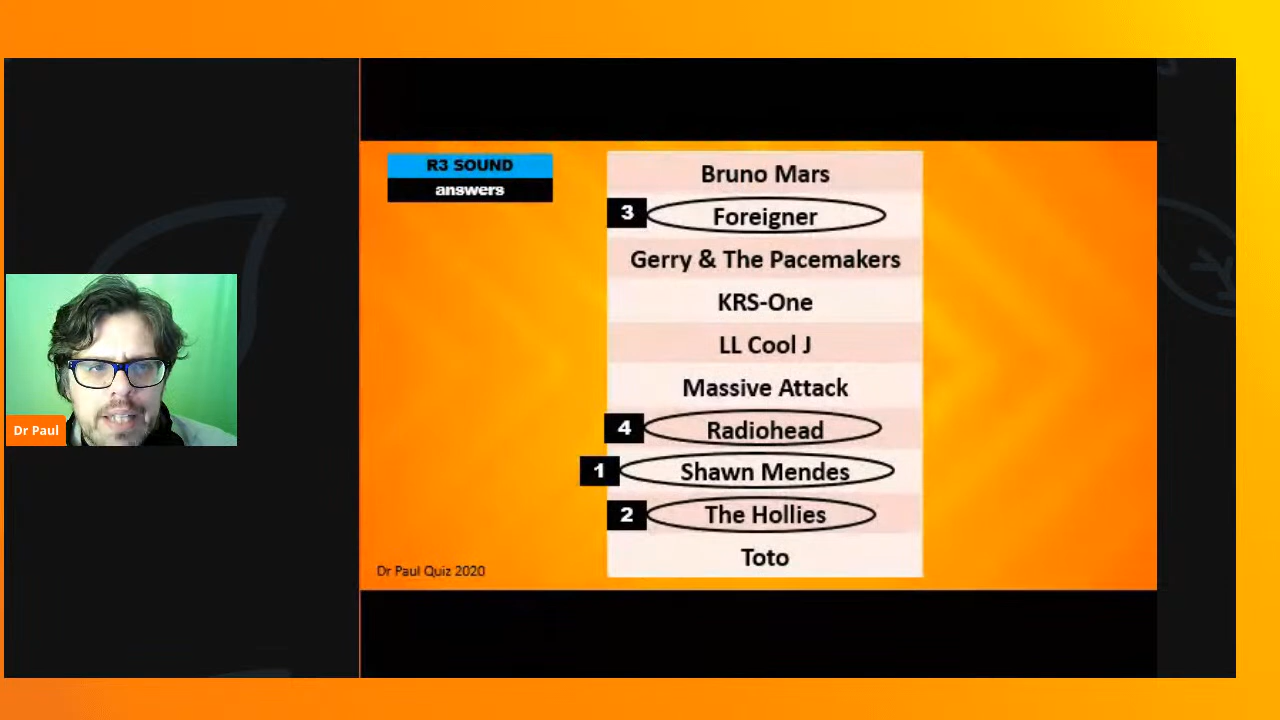 R3 SOUND
answers
Bruno Mars
3 Foreigner
Gerry & The Pacemakers
KRS-One
LL Cool J
Massive Attack
4 Radiohead
1 Shawn Mendes
2 The Hollies
Toto
Dr Paul
Dr Paul Quiz 2020